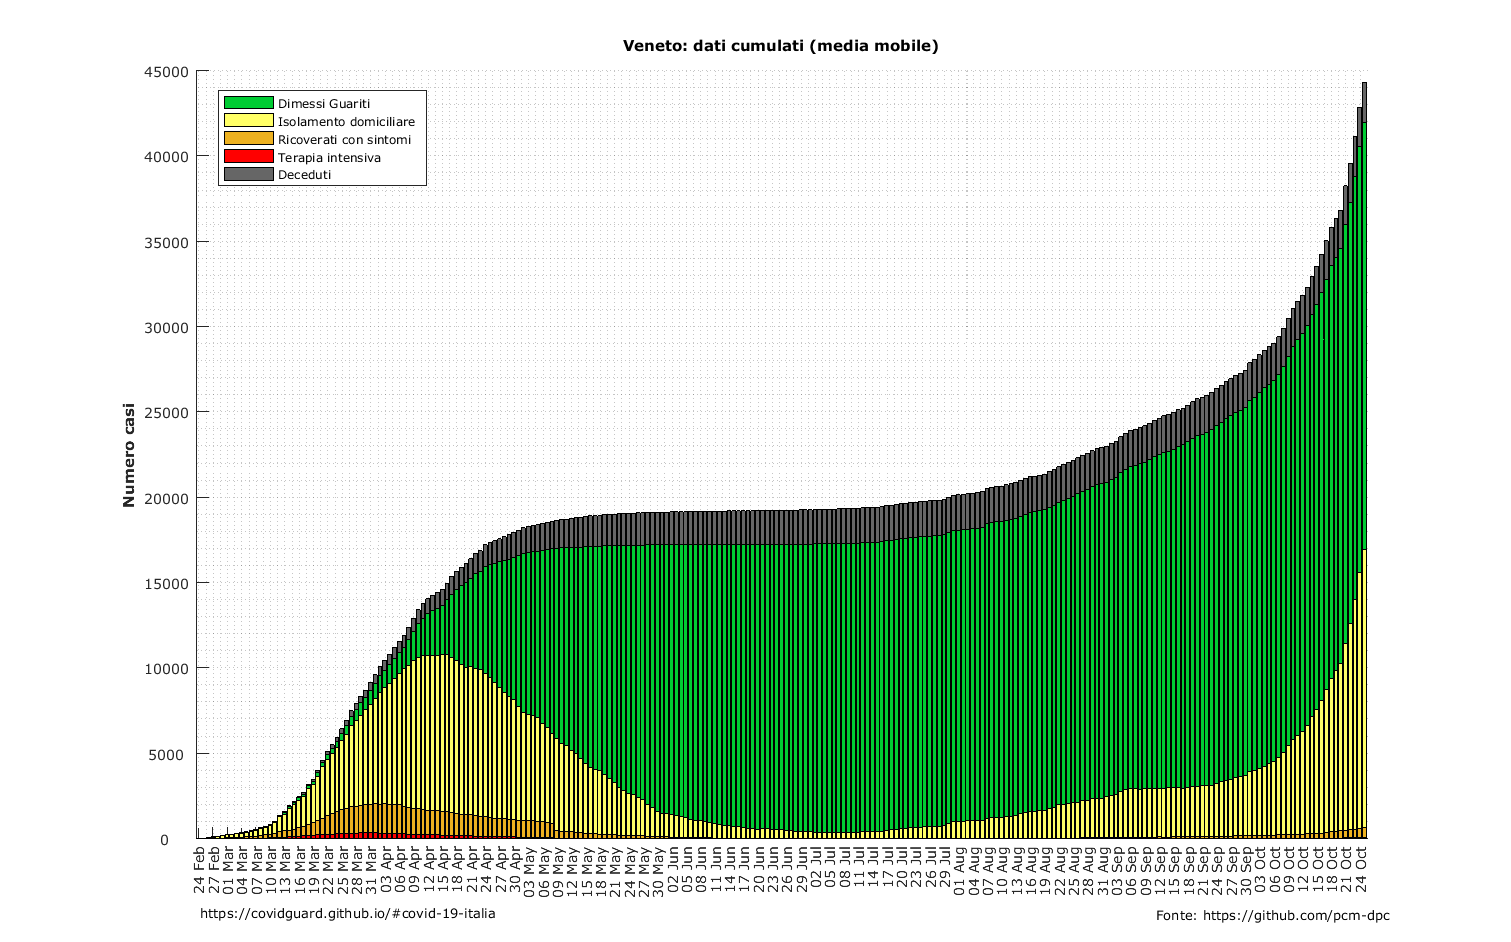 Veneto: dati cumulati (media mobile)
45000
40000
35000
30000
25000
20000
15000
10000
5000
0
Numero casi
Dimessi Guariti
Isolamento domiciliare
Ricoverati con sintomi
Terapia intensiva
Deceduti
24 Feb
27 Feb
01 Mar
04 Mar
07 Mar
10 Mar
13 Mar
16 Mar
19 Mar
22 Mar
25 Mar
28 Mar
31 Mar
03 Apr
06 Apr
09 Apr
12 Apr
15 Apr
18 Apr
21 Apr
24 Apr
27 Apr
30 Apr
03 May
06 May
09 May
12 May
15 May
18 May
21 May
24 May
27 May
30 May
02 Jun
05 Jun
08 Jun
11 Jun
14 Jun
17 Jun
20 Jun
23 Jun
26 Jun
29 Jun
02 Jul
05 Jul
08 Jul
11 Jul
14 Jul
17 Jul
20 Jul
23 Jul
26 Jul
29 Jul
01 Aug
04 Aug
07 Aug
10 Aug
13 Aug
16 Aug
19 Aug
22 Aug
25 Aug
28 Aug
31 Aug
03 Sep
06 Sep
09 Sep
12 Sep
15 Sep
18 Sep
21 Sep
24 Sep
27 Sep
30 Sep
03 Oct
06 Oct
09 Oct
12 Oct
15 Oct
18 Oct
21 Oct
24 Oct
https://covidguard.github.io/#covid-19-italia
Fonte: https://github.com/pcm-dpc